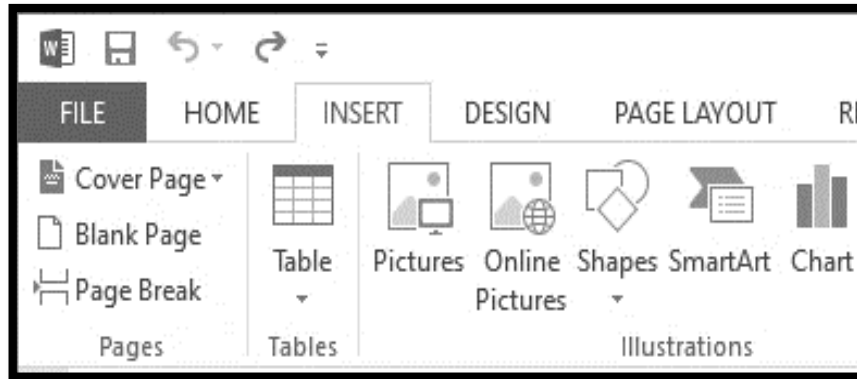 FILE HOME INSERT DESIGN PAGE LAYOUT
Cover Page
Blank Page
Page Break
Pages
Table
Tables
Pictures Online Pictures Shapes SmartArt Chart
Illustrations